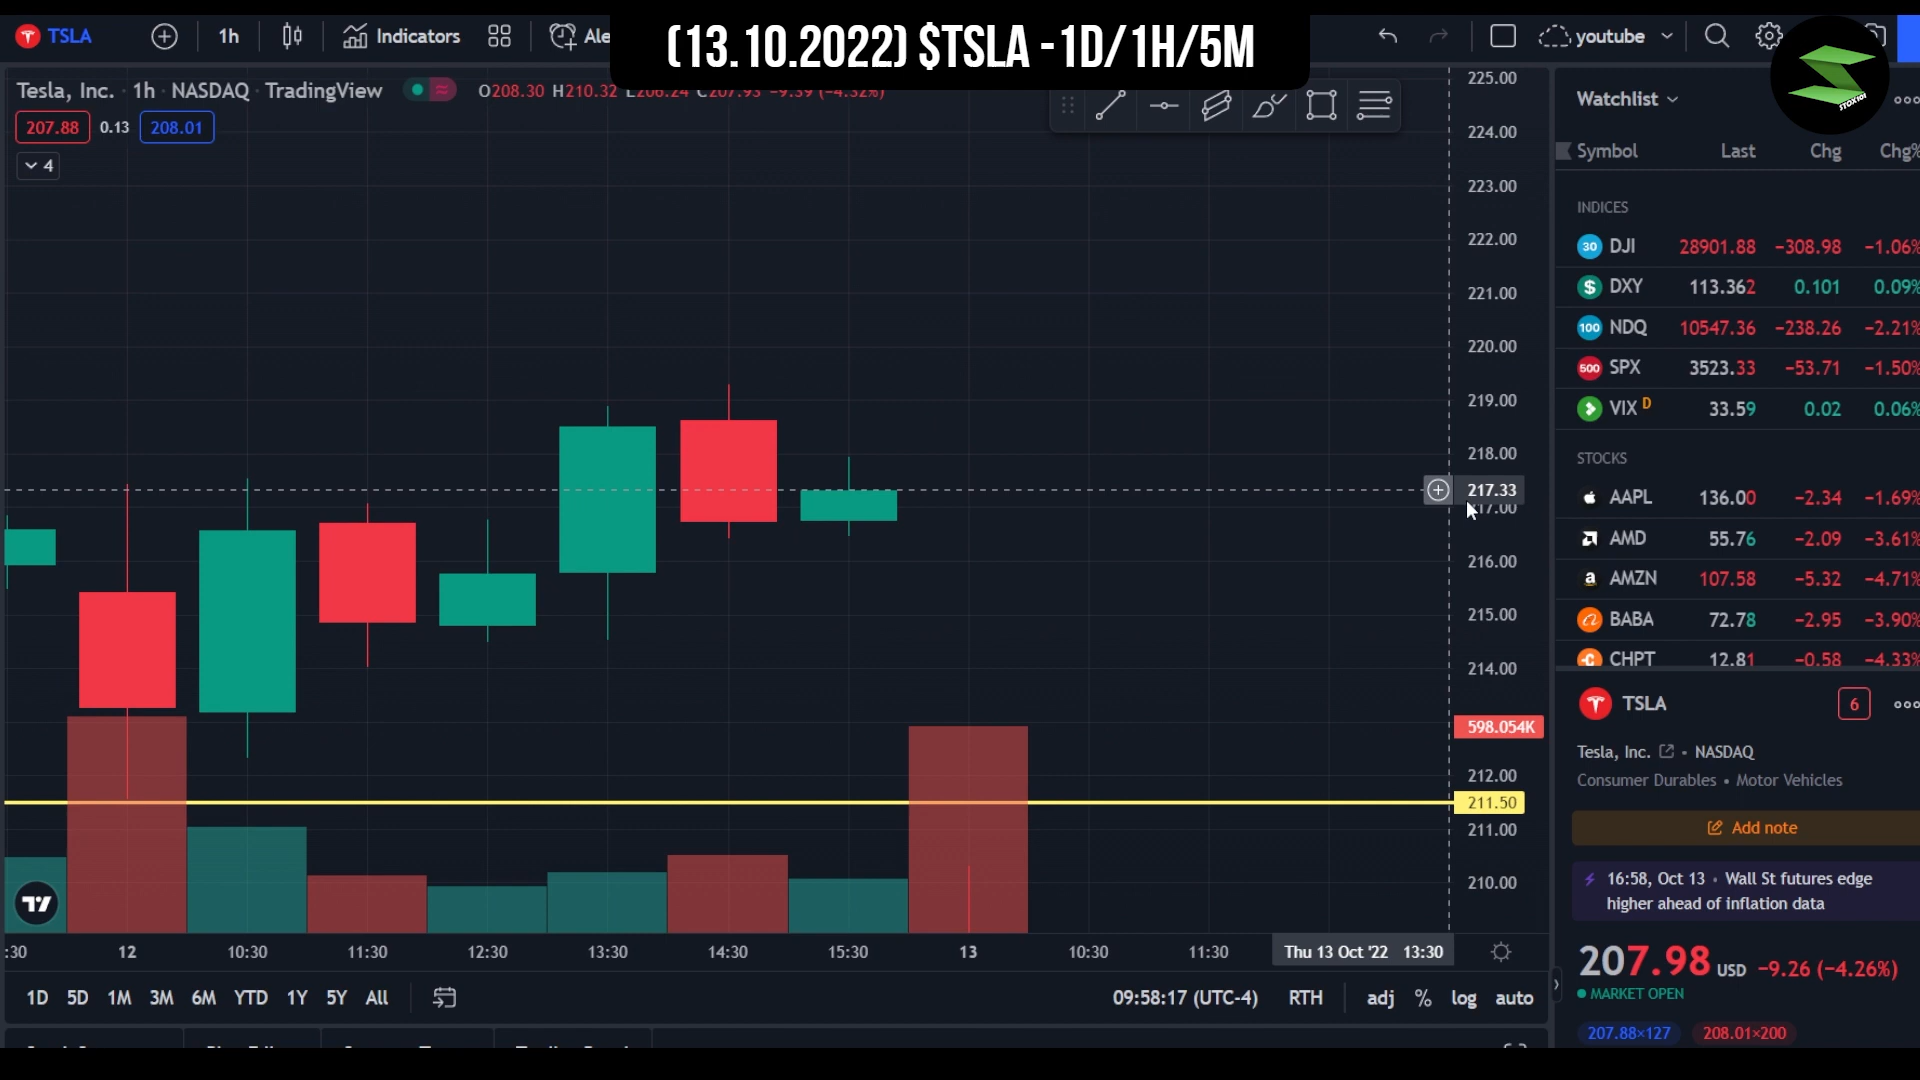 (13.10.2022) $TSLA -1D/1H/5M
TSLA
1h
Indicators
Ale
youtube
Tesla, Inc. · 1h · NASDAQ · TradingView
O208.30 H210.32 L206.24 C207.93 −9.39 (−4.32%)
207.88 0.13 208.01
4
225.00
224.00
223.00
222.00
221.00
220.00
219.00
218.00
217.33
217.00
216.00
215.00
214.00
598.054K
212.00
211.50
211.00
210.00
:30 12 10:30 11:30 12:30 13:30 14:30 15:30 13 10:30 11:30 Thu 13 Oct '22 13:30
1D 5D 1M 3M 6M YTD 1Y 5Y All
09:58:17 (UTC-4) RTH adj % log auto
STOXIO!
Watchlist
Symbol Last Chg Chg%
INDICES
30 DJI 28901.88 −308.98 −1.06%
$ DXY 113.362 0.101 0.09%
100 NDQ 10547.36 −238.26 −2.21%
500 SPX 3523.33 −53.71 −1.50%
VIX D 33.59 0.02 0.06%
STOCKS
AAPL 136.00 −2.34 −1.69%
AMD 55.76 −2.09 −3.61%
AMZN 107.58 −5.32 −4.71%
BABA 72.78 −2.95 −3.90%
CHPT 12.81 −0.58 −4.33%
TSLA 6
Tesla, Inc. • NASDAQ
Consumer Durables • Motor Vehicles
Add note
16:58, Oct 13 • Wall St futures edge
higher ahead of inflation data
207.98 USD −9.26 (−4.26%)
MARKET OPEN
207.88×127 208.01×200